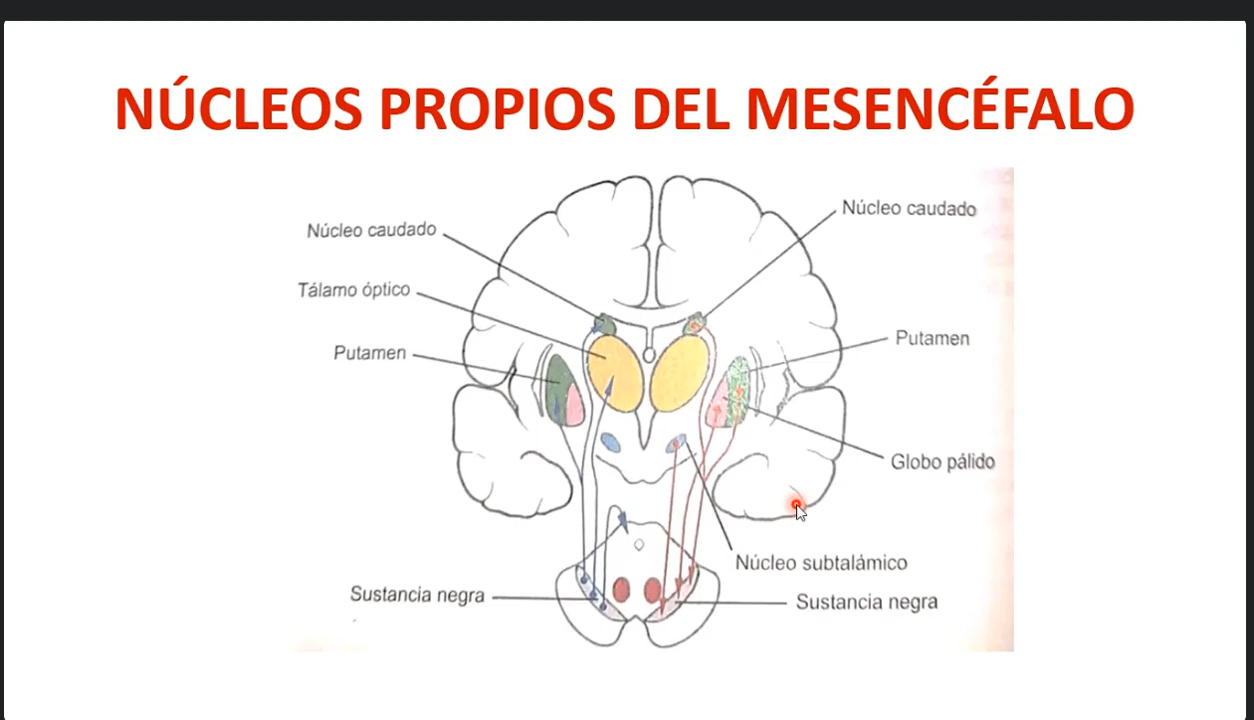 NÚCLEOS PROPIOS DEL MESENCÉFALO
Núcleo caudado
Núcleo caudado
Tálamo óptico
Putamen
Putamen
Globo pálido
Núcleo subtalámico
Sustancia negra
Sustancia negra